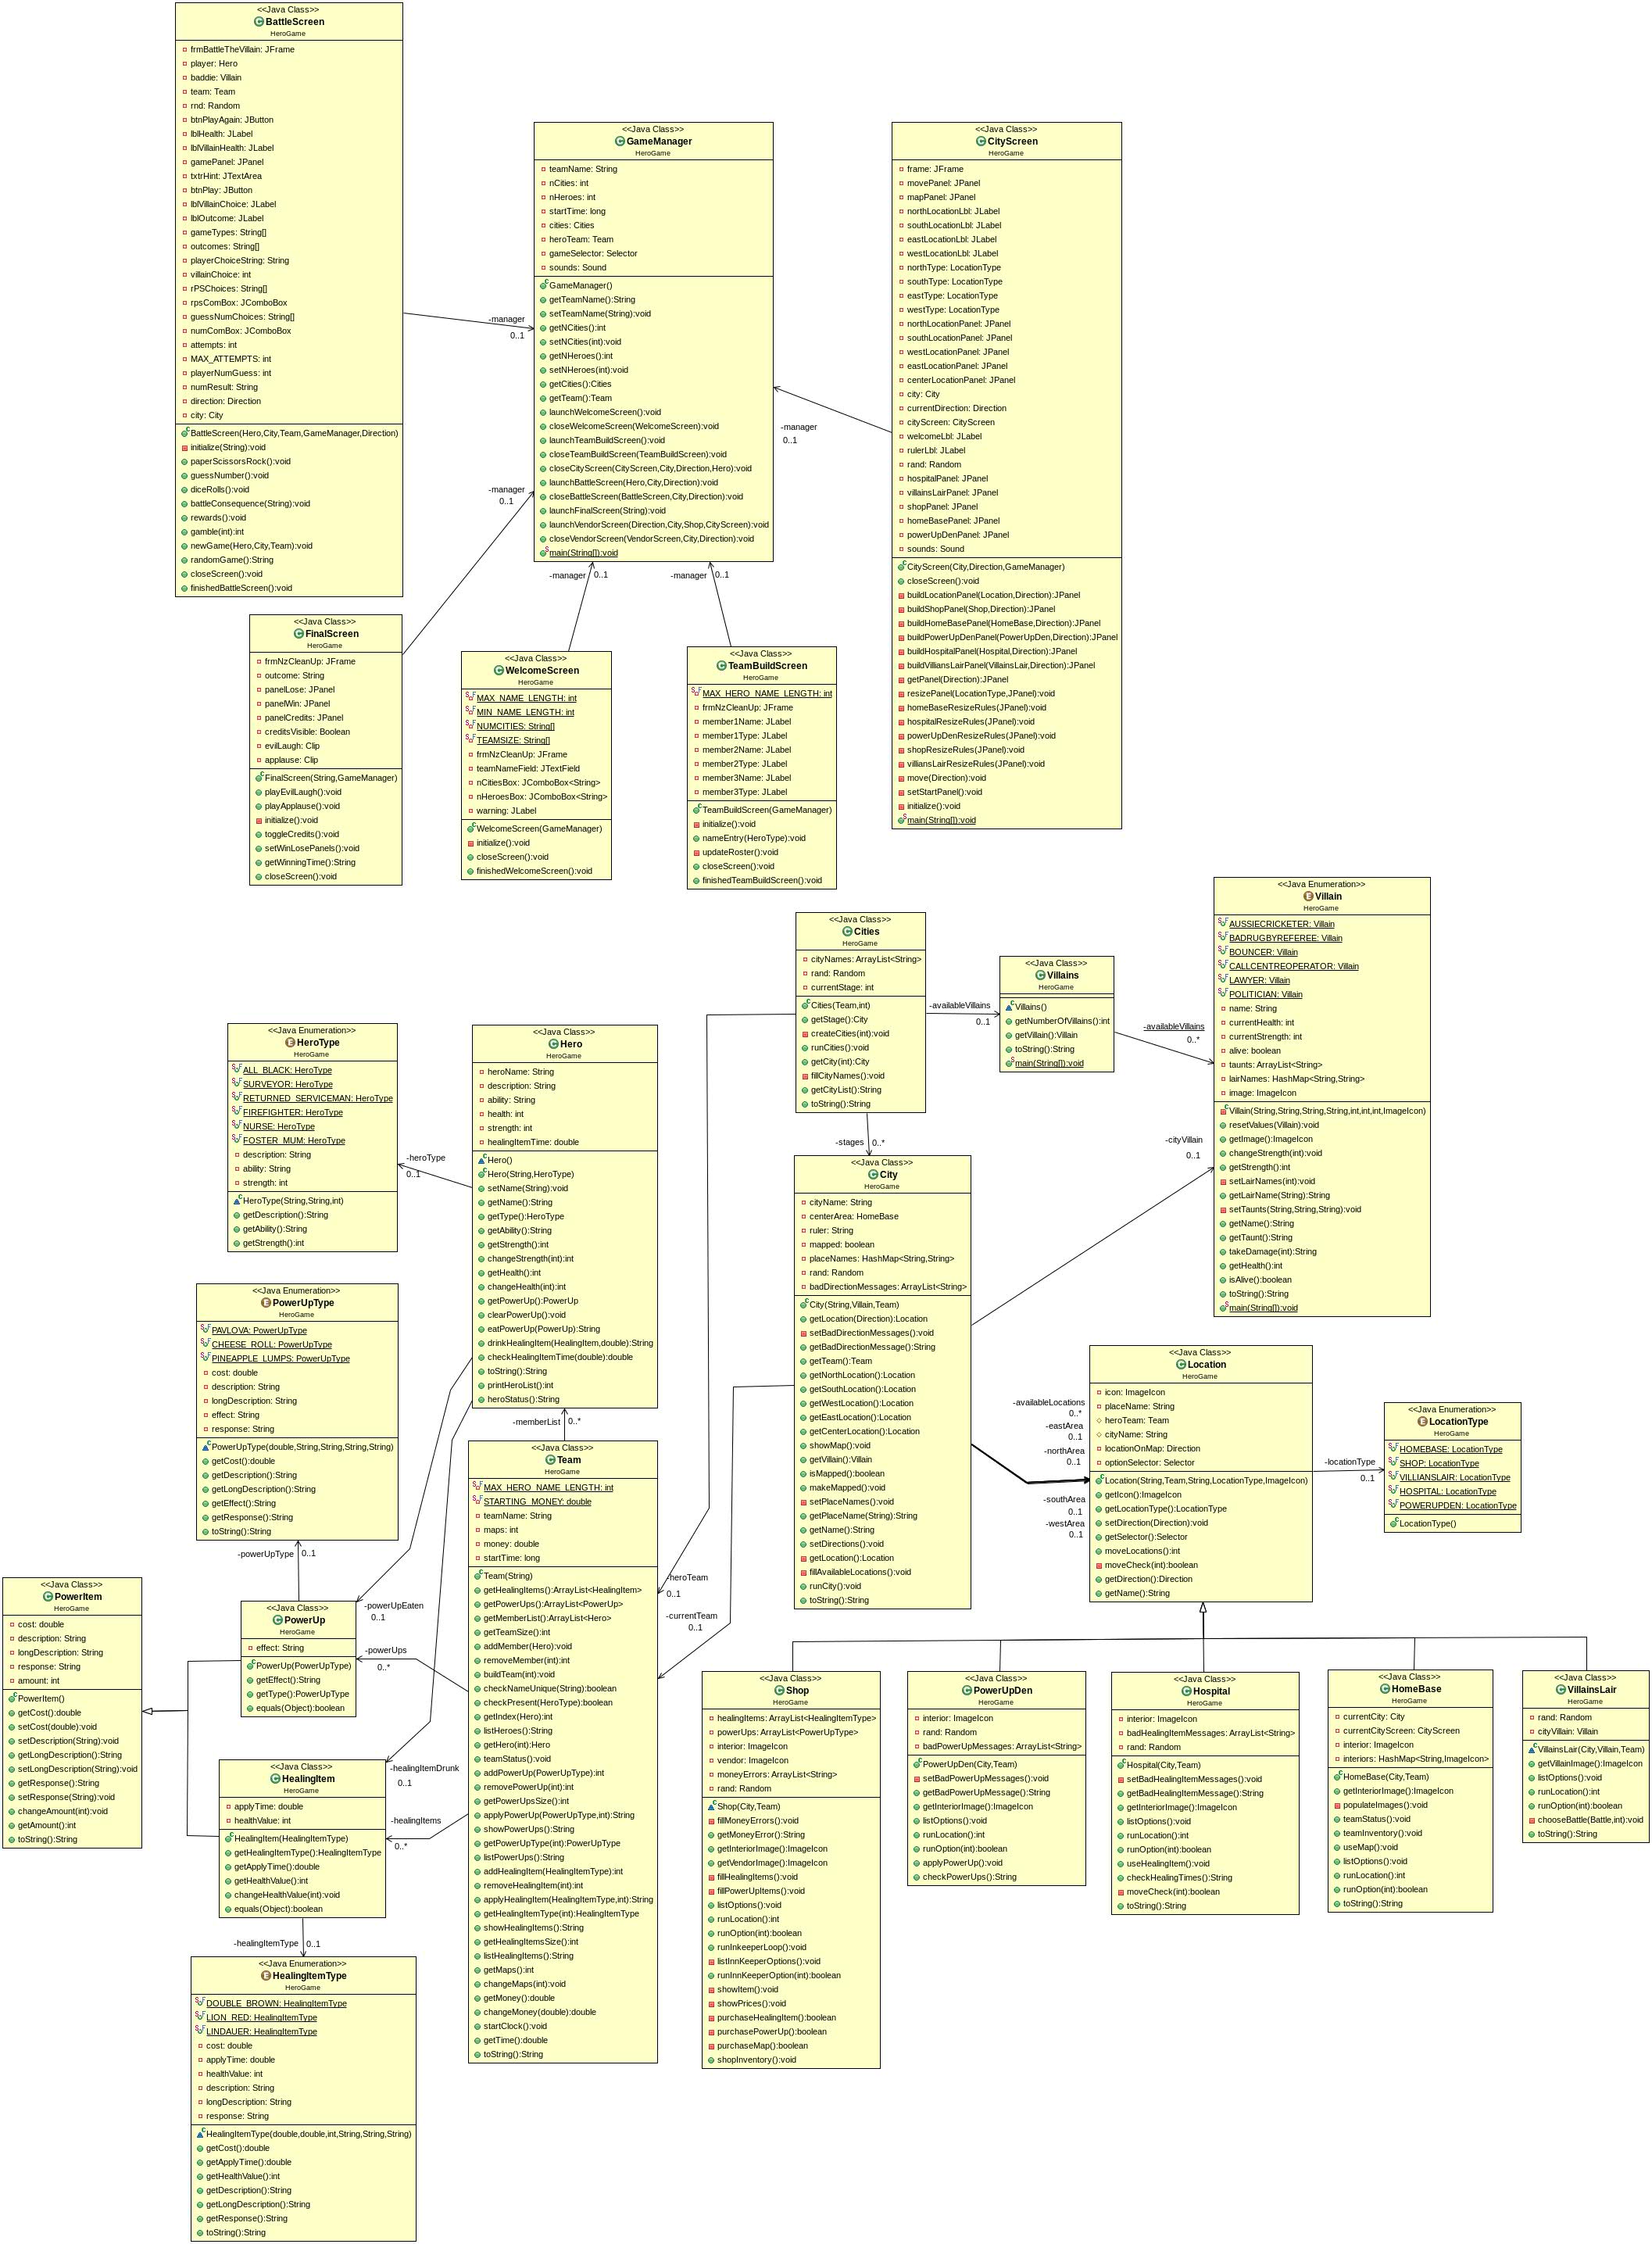 <<Java Class>>
BattleScreen
HeroGame
frmBattleTheVillain: JFrame
player: Hero
baddie: Villain
team: Team
rnd: Random
btnPlayAgain: JButton
lblHealth: JLabel
lblVillainHealth: JLabel
gamePanel: JPanel
txtrHint: JTextArea
btnPlay: JButton
lblVillainChoice: JLabel
lblOutcome: JLabel
gameTypes: String[]
outcomes: String[]
playerChoiceString: String
villainChoice: int
rPSChoices: String[]
rpsComBox: JComboBox
guessNumChoices: String[]
numComBox: JComboBox
attempts: int
MAX_ATTEMPTS: int
playerNumGuess: int
numResult: String
direction: Direction
city: City
BattleScreen(Hero,City,Team,GameManager,Direction)
initialize(String):void
paperScissorsRock():void
guessNumber():void
diceRolls():void
battleConsequence(String):void
rewards():void
gamble(int):int
newGame(Hero,City,Team):void
randomGame():String
closeScreen():void
finishedBattleScreen():void
-manager
0..1
<<Java Class>>
GameManager
HeroGame
teamName: String
nCities: int
nHeroes: int
startTime: long
cities: Cities
heroTeam: Team
gameSelector: Selector
sounds: Sound
GameManager()
getTeamName():String
setTeamName(String):void
getNCities():int
setNCities(int):void
getNHeroes():int
setNHeroes(int):void
getCities():Cities
getTeam():Team
launchWelcomeScreen():void
closeWelcomeScreen(WelcomeScreen):void
launchTeamBuildScreen():void
closeTeamBuildScreen(TeamBuildScreen):void
closeCityScreen(CityScreen,City,Direction,Hero):void
launchBattleScreen(Hero,City,Direction):void
closeBattleScreen(BattleScreen,City,Direction):void
launchFinalScreen(String):void
launchVendorScreen(Direction,City,Shop,CityScreen):void
closeVendorScreen(VendorScreen,City,Direction):void
main(String[]):void
-manager
0..1
<<Java Class>>
CityScreen
HeroGame
frame: JFrame
movePanel: JPanel
mapPanel: JPanel
northLocationLbl: JLabel
southLocationLbl: JLabel
eastLocationLbl: JLabel
westLocationLbl: JLabel
northType: LocationType
southType: LocationType
eastType: LocationType
westType: LocationType
northLocationPanel: JPanel
southLocationPanel: JPanel
westLocationPanel: JPanel
eastLocationPanel: JPanel
centerLocationPanel: JPanel
city: City
currentDirection: Direction
cityScreen: CityScreen
welcomeLbl: JLabel
rulerLbl: JLabel
rand: Random
hospitalPanel: JPanel
villainsLairPanel: JPanel
shopPanel: JPanel
homeBasePanel: JPanel
powerUpDenPanel: JPanel
sounds: Sound
CityScreen(City,Direction,GameManager)
closeScreen():void
buildLocationPanel(Location,Direction):JPanel
buildShopPanel(Shop,Direction):JPanel
buildHomeBasePanel(HomeBase,Direction):JPanel
buildPowerUpDenPanel(PowerUpDen,Direction):JPanel
buildHospitalPanel(Hospital,Direction):JPanel
buildVilliansLairPanel(VillainsLair,Direction):JPanel
getPanel(Direction):JPanel
resizePanel(LocationType,JPanel):void
homeBaseResizeRules(JPanel):void
hospitalResizeRules(JPanel):void
powerUpDenResizeRules(JPanel):void
shopResizeRules(JPanel):void
villiansLairResizeRules(JPanel):void
move(Direction):void
setStartPanel():void
initialize():void
main(String[]):void
-manager
0..1
-manager 0..1
-manager 0..1
<<Java Class>>
FinalScreen
HeroGame
frmNzCleanUp: JFrame
outcome: String
panelLose: JPanel
panelWin: JPanel
panelCredits: JPanel
creditsVisible: Boolean
evilLaugh: Clip
applause: Clip
FinalScreen(String,GameManager)
playEvilLaugh():void
playApplause():void
initialize():void
toggleCredits():void
setWinLosePanels():void
getWinningTime():String
closeScreen():void
<<Java Class>>
WelcomeScreen
HeroGame
MAX_NAME_LENGTH: int
MIN_NAME_LENGTH: int
NUMCITIES: String[]
TEAMSIZE: String[]
frmNzCleanUp: JFrame
teamNameField: JTextField
nCitiesBox: JComboBox<String>
nHeroesBox: JComboBox<String>
warning: JLabel
WelcomeScreen(GameManager)
initialize():void
closeScreen():void
finishedWelcomeScreen():void
<<Java Class>>
TeamBuildScreen
HeroGame
MAX_HERO_NAME_LENGTH: int
frmNzCleanUp: JFrame
member1Name: JLabel
member1Type: JLabel
member2Name: JLabel
member2Type: JLabel
member3Name: JLabel
member3Type: JLabel
TeamBuildScreen(GameManager)
initialize():void
nameEntry(HeroType):void
updateRoster():void
closeScreen():void
finishedTeamBuildScreen():void
<<Java Class>>
Cities
HeroGame
cityNames: ArrayList<String>
rand: Random
currentStage: int
Cities(Team,int)
getStage():City
createCities(int):void
runCities():void
getCity(int):City
fillCityNames():void
getCityList():String
toString():String
-availableVillains
0..1
<<Java Class>>
Villains
HeroGame
Villains()
getNumberOfVillains():int
getVillain():Villain
toString():String
main(String[]):void
-availableVillains
0..*
<<Java Enumeration>>
Villain
HeroGame
AUSSIECRICKETER: Villain
BADRUGBYREFEREE: Villain
BOUNCER: Villain
CALLCENTREOPERATOR: Villain
LAWYER: Villain
POLITICIAN: Villain
name: String
currentHealth: int
currentStrength: int
alive: boolean
taunts: ArrayList<String>
lairNames: HashMap<String,String>
image: ImageIcon
Villain(String,String,String,String,int,int,int,ImageIcon)
resetValues(Villain):void
getImage():ImageIcon
changeStrength(int):void
getStrength():int
setLairNames(int):void
getLairName(String):String
setTaunts(String,String,String):void
getName():String
getTaunt():String
takeDamage(int):String
getHealth():int
isAlive():boolean
toString():String
main(String[]):void
<<Java Enumeration>>
HeroType
HeroGame
ALL_BLACK: HeroType
SURVEYOR: HeroType
RETURNED_SERVICEMAN: HeroType
FIREFIGHTER: HeroType
NURSE: HeroType
FOSTER_MUM: HeroType
description: String
ability: String
strength: int
HeroType(String,String,int)
getDescription():String
getAbility():String
getStrength():int
-heroType
0..1
<<Java Class>>
Hero
HeroGame
heroName: String
description: String
ability: String
health: int
strength: int
healingItemTime: double
Hero()
Hero(String,HeroType)
setName(String):void
getName():String
getType():HeroType
getAbility():String
getStrength():int
changeStrength(int):int
getHealth():int
changeHealth(int):int
getPowerUp():PowerUp
clearPowerUp():void
eatPowerUp(PowerUp):String
drinkHealingItem(HealingItem,double):String
checkHealingItemTime(double):double
toString():String
printHeroList():int
heroStatus():String
-stages 0..*
-cityVillain
0..1
<<Java Class>>
City
HeroGame
cityName: String
centerArea: HomeBase
ruler: String
mapped: boolean
placeNames: HashMap<String,String>
rand: Random
badDirectionMessages: ArrayList<String>
City(String,Villain,Team)
getLocation(Direction):Location
setBadDirectionMessages():void
getBadDirectionMessage():String
getTeam():Team
getNorthLocation():Location
getSouthLocation():Location
getWestLocation():Location
getEastLocation():Location
getCenterLocation():Location
showMap():void
getVillain():Villain
isMapped():boolean
makeMapped():void
setPlaceNames():void
getPlaceName(String):String
getName():String
setDirections():void
getLocation():Location
fillAvailableLocations():void
runCity():void
toString():String
<<Java Enumeration>>
PowerUpType
HeroGame
PAVLOVA: PowerUpType
CHEESE_ROLL: PowerUpType
PINEAPPLE_LUMPS: PowerUpType
cost: double
description: String
longDescription: String
effect: String
response: String
PowerUpType(double,String,String,String,String)
getCost():double
getDescription():String
getLongDescription():String
getEffect():String
getResponse():String
toString():String
-powerUpType 0..1
-memberList 0..*
-availableLocations
0..*
-eastArea
0..1
-northArea
0..1
-southArea
0..1
-westArea
0..1
<<Java Class>>
Location
HeroGame
icon: ImageIcon
placeName: String
heroTeam: Team
cityName: String
locationOnMap: Direction
optionSelector: Selector
Location(String,Team,String,LocationType,ImageIcon)
getIcon():ImageIcon
getLocationType():LocationType
setDirection(Direction):void
getSelector():Selector
moveLocations():int
moveCheck(int):boolean
getDirection():Direction
getName():String
-locationType
0..1
<<Java Enumeration>>
LocationType
HeroGame
HOMEBASE: LocationType
SHOP: LocationType
VILLIANSLAIR: LocationType
HOSPITAL: LocationType
POWERUPDEN: LocationType
LocationType()
<<Java Class>>
PowerItem
HeroGame
cost: double
description: String
longDescription: String
response: String
amount: int
PowerItem()
getCost():double
setCost(double):void
setDescription(String):void
getLongDescription():String
setLongDescription(String):void
getResponse():String
setResponse(String):void
changeAmount(int):void
getAmount():int
toString():String
<<Java Class>>
PowerUp
HeroGame
effect: String
PowerUp(PowerUpType)
getEffect():String
getType():PowerUpType
equals(Object):boolean
-powerUpEaten
0..1
-powerUps
0..*
<<Java Class>>
HealingItem
HeroGame
applyTime: double
healthValue: int
HealingItem(HealingItemType)
getHealingItemType():HealingItemType
getApplyTime():double
getHealthValue():int
changeHealthValue(int):void
equals(Object):boolean
-healingItemDrunk
0..1
-healingItems
0..*
-healingItemType 0..1
<<Java Enumeration>>
HealingItemType
HeroGame
DOUBLE_BROWN: HealingItemType
LION_RED: HealingItemType
LINDAUER: HealingItemType
cost: double
applyTime: double
healthValue: int
description: String
longDescription: String
response: String
HealingItemType(double,double,int,String,String,String)
getCost():double
getApplyTime():double
getHealthValue():int
getDescription():String
getLongDescription():String
getResponse():String
toString():String
<<Java Class>>
Team
HeroGame
MAX_HERO_NAME_LENGTH: int
STARTING_MONEY: double
teamName: String
maps: int
money: double
startTime: long
Team(String)
getHealingItems():ArrayList<HealingItem>
getPowerUps():ArrayList<PowerUp>
getMemberList():ArrayList<Hero>
getTeamSize():int
addMember(Hero):void
removeMember(int):int
buildTeam(int):void
checkNameUnique(String):boolean
checkPresent(HeroType):boolean
getIndex(Hero):int
listHeroes():String
getHero(int):Hero
teamStatus():void
addPowerUp(PowerUpType):int
removePowerUp(int):int
getPowerUpsSize():int
applyPowerUp(PowerUpType,int):String
showPowerUps():String
getPowerUpType(int):PowerUpType
listPowerUps():String
addHealingItem(HealingItemType):int
removeHealingItem(int):int
applyHealingItem(HealingItemType,int):String
getHealingItemType(int):HealingItemType
showHealingItems():String
getHealingItemsSize():int
listHealingItems():String
getMaps():int
changeMaps(int):void
getMoney():double
changeMoney(double):double
startClock():void
getTime():double
toString():String
-heroTeam
0..1
-currentTeam
0..1
<<Java Class>>
Shop
HeroGame
healingItems: ArrayList<HealingItemType>
powerUps: ArrayList<PowerUpType>
interior: ImageIcon
vendor: ImageIcon
moneyErrors: ArrayList<String>
rand: Random
Shop(City,Team)
fillMoneyErrors():void
getMoneyError():String
getInteriorImage():ImageIcon
getVendorImage():ImageIcon
fillHealingItems():void
fillPowerUpItems():void
listOptions():void
runLocation():int
runOption(int):boolean
runInkeeperLoop():void
listInnKeeperOptions():void
runInnKeeperOption(int):boolean
showItem():void
showPrices():void
purchaseHealingItem():boolean
purchasePowerUp():boolean
purchaseMap():boolean
shopInventory():void
<<Java Class>>
PowerUpDen
HeroGame
interior: ImageIcon
rand: Random
badPowerUpMessages: ArrayList<String>
PowerUpDen(City,Team)
setBadPowerUpMessages():void
getBadPowerUpMessage():String
getInteriorImage():ImageIcon
listOptions():void
runLocation():int
runOption(int):boolean
applyPowerUp():void
checkPowerUps():String
<<Java Class>>
Hospital
HeroGame
interior: ImageIcon
badHealingItemMessages: ArrayList<String>
rand: Random
Hospital(City,Team)
setBadHealingItemMessages():void
getBadHealingItemMessage():String
getInteriorImage():ImageIcon
listOptions():void
runLocation():int
runOption(int):boolean
useHealingItem():void
checkHealingTimes():String
moveCheck(int):boolean
toString():String
<<Java Class>>
HomeBase
HeroGame
currentCity: City
currentCityScreen: CityScreen
interior: ImageIcon
interiors: HashMap<String,ImageIcon>
HomeBase(City,Team)
getInteriorImage():ImageIcon
populateImages():void
teamStatus():void
teamInventory():void
useMap():void
listOptions():void
runLocation():int
runOption(int):boolean
toString():String
<<Java Class>>
VillainsLair
HeroGame
rand: Random
cityVillain: Villain
VillainsLair(City,Villain,Team)
getVillainImage():ImageIcon
listOptions():void
runLocation():int
runOption(int):boolean
chooseBattle(Battle,int):void
toString():String